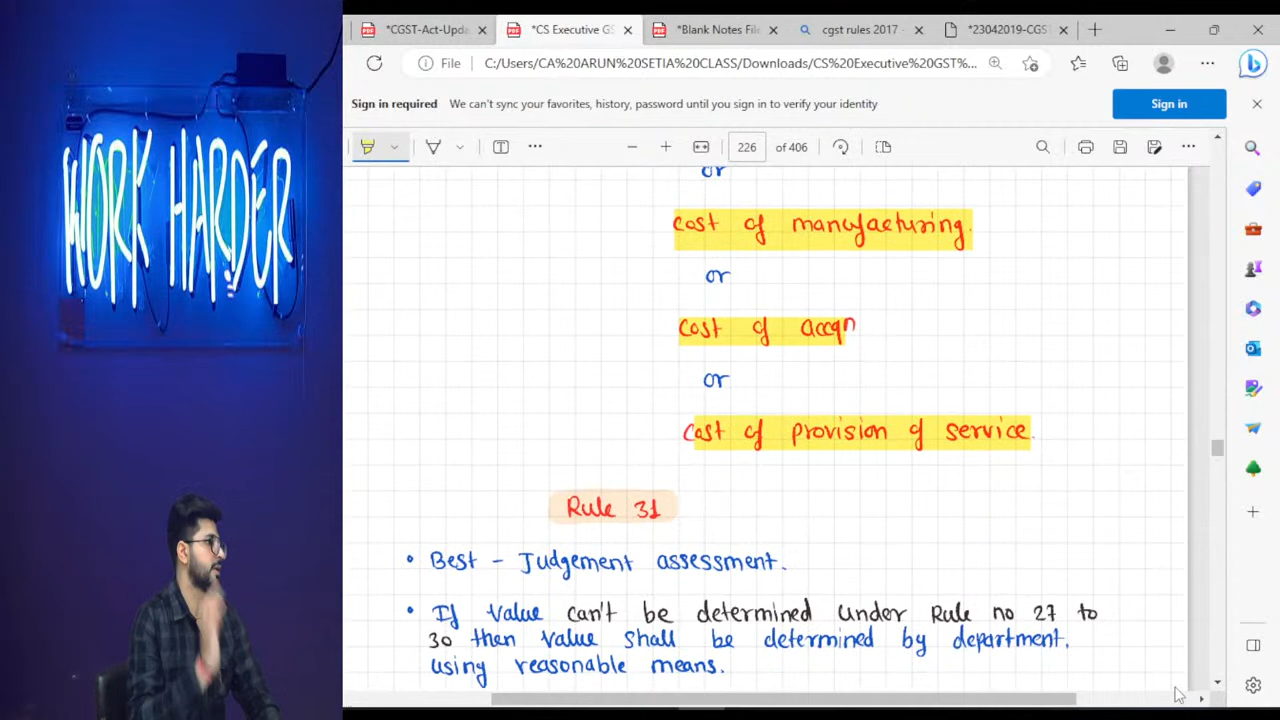 WORK HARDER
*CGST-Act-Upda
*CS Executive GS
*Blank Notes File
cgst rules 2017 -
*23042019-CGST
File
C:/Users/CA%20ARUN%20SETIA%20CLASS/Downloads/CS%20Executive%20GST%...
Sign in required We can't sync your favorites, history, password until you sign in to verify your identity
Sign in
226 of 406
or
Cost of manufacturing.
or
Cost of accqn
or
Cost of provision of service.
Rule 31
• Best - Judgement assessment.
• If value can't be determined under Rule no 27 to
30 then value shall be determined by department.
using reasonable means.